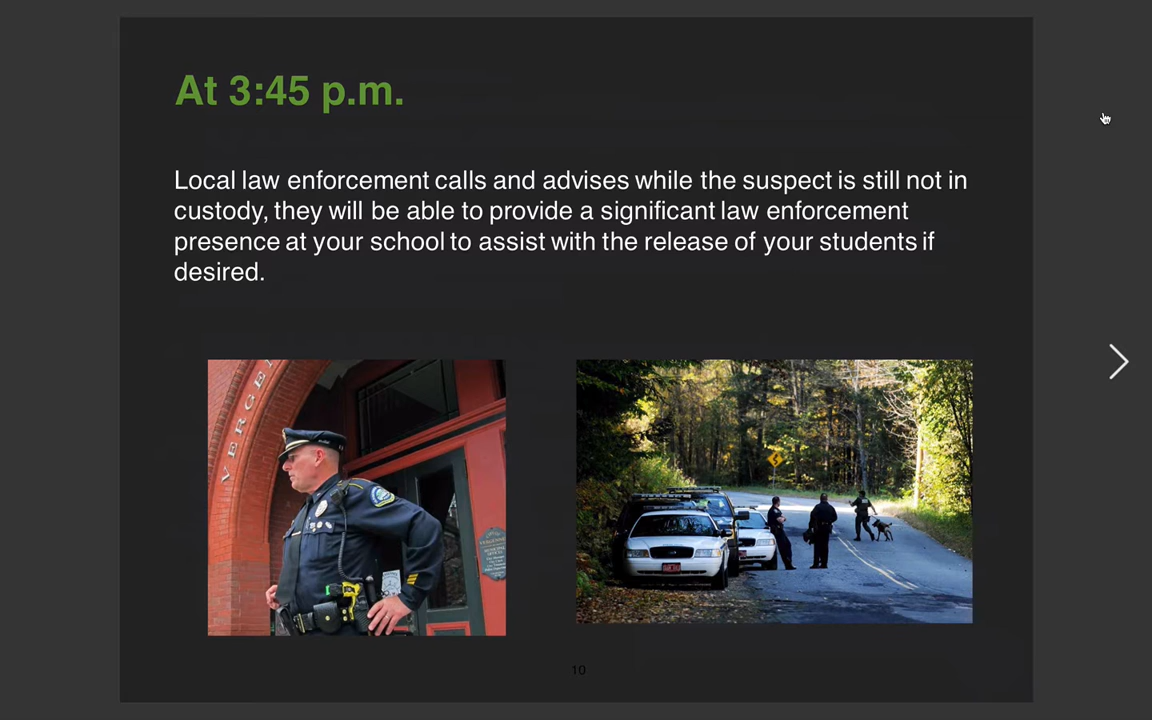 At 3:45 p.m.
Local law enforcement calls and advises while the suspect is still not in
custody, they will be able to provide a significant law enforcement
presence at your school to assist with the release of your students if
desired.
VERGE
10